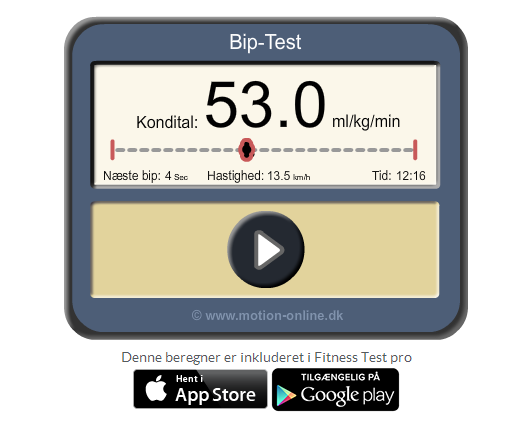 Bip-Test
Kondital: 53.0 ml/kg/min
Næste bip: 4 Sec Hastighed: 13.5 km/h Tid: 12:16
© www.motion-online.dk
Denne beregner er inkluderet i Fitness Test pro
Hent i
App Store
TILGÆNGELIG PÅ
Google play